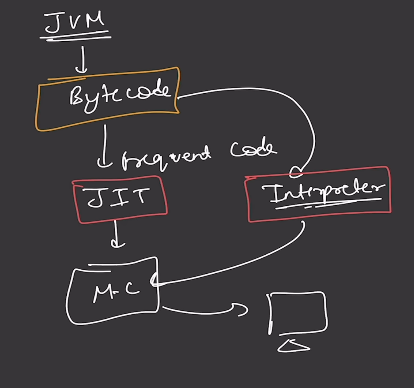 JVM
Bytecode
frequent code
JIT
Interpreter
M-C